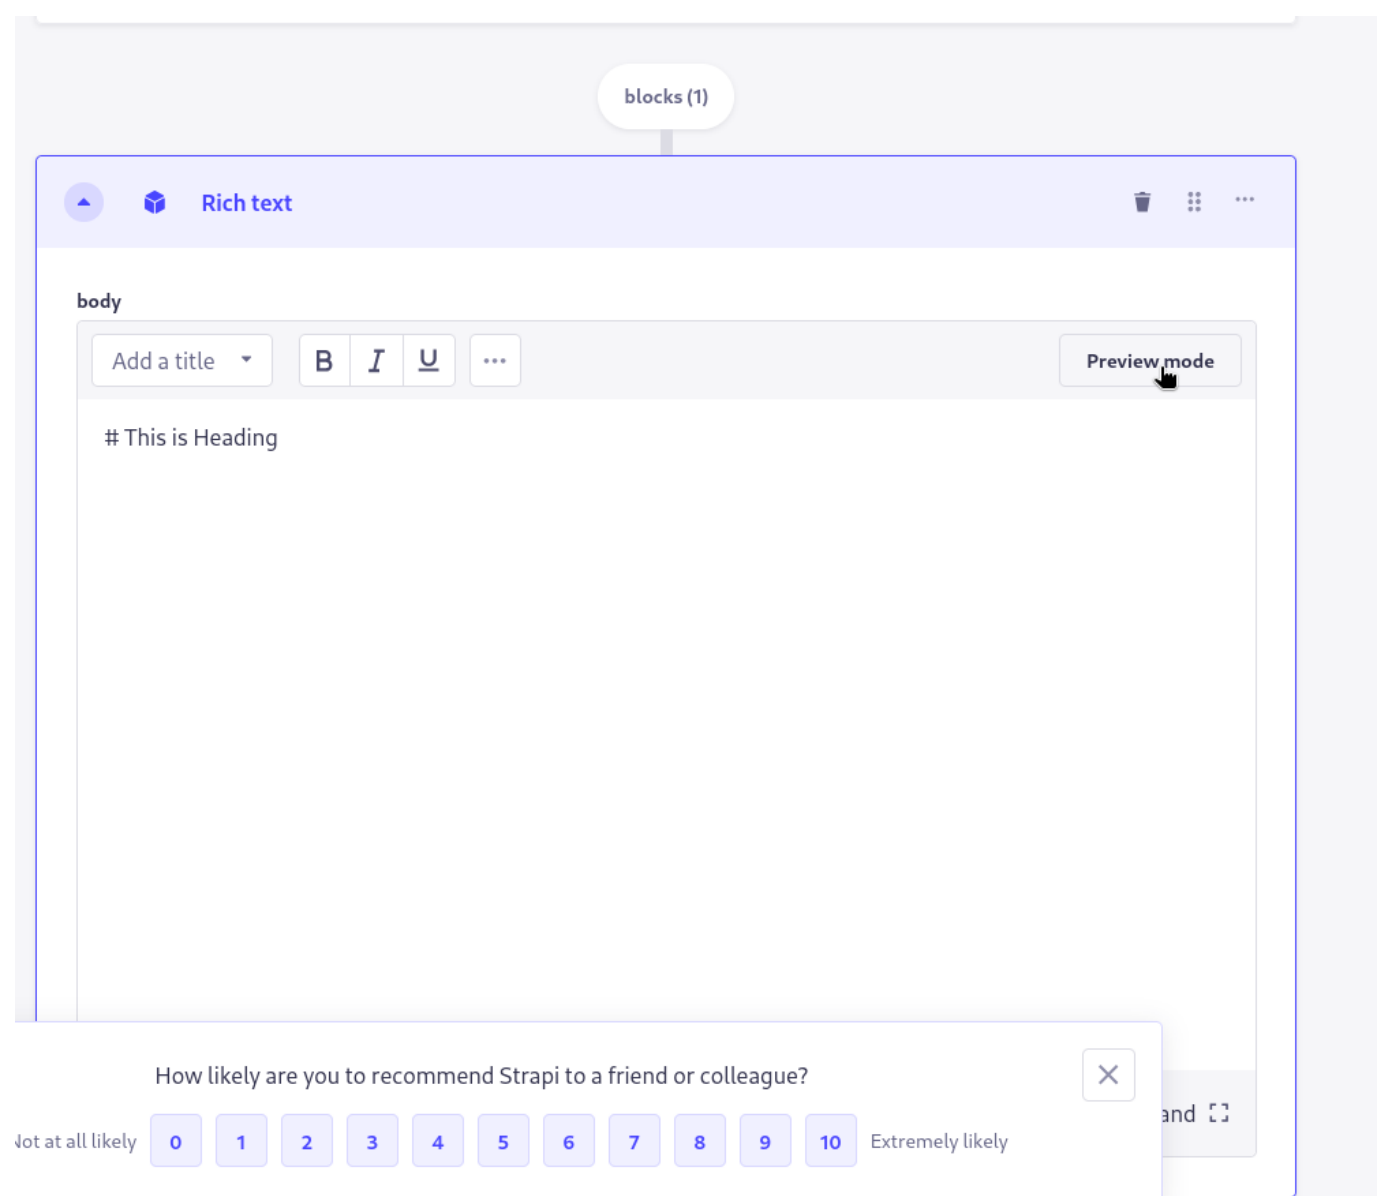 blocks (1)
Rich text
body
Add a title B I U Preview mode
# This is Heading
How likely are you to recommend Strapi to a friend or colleague?
and
Not at all likely 0 1 2 3 4 5 6 7 8 9 10 Extremely likely